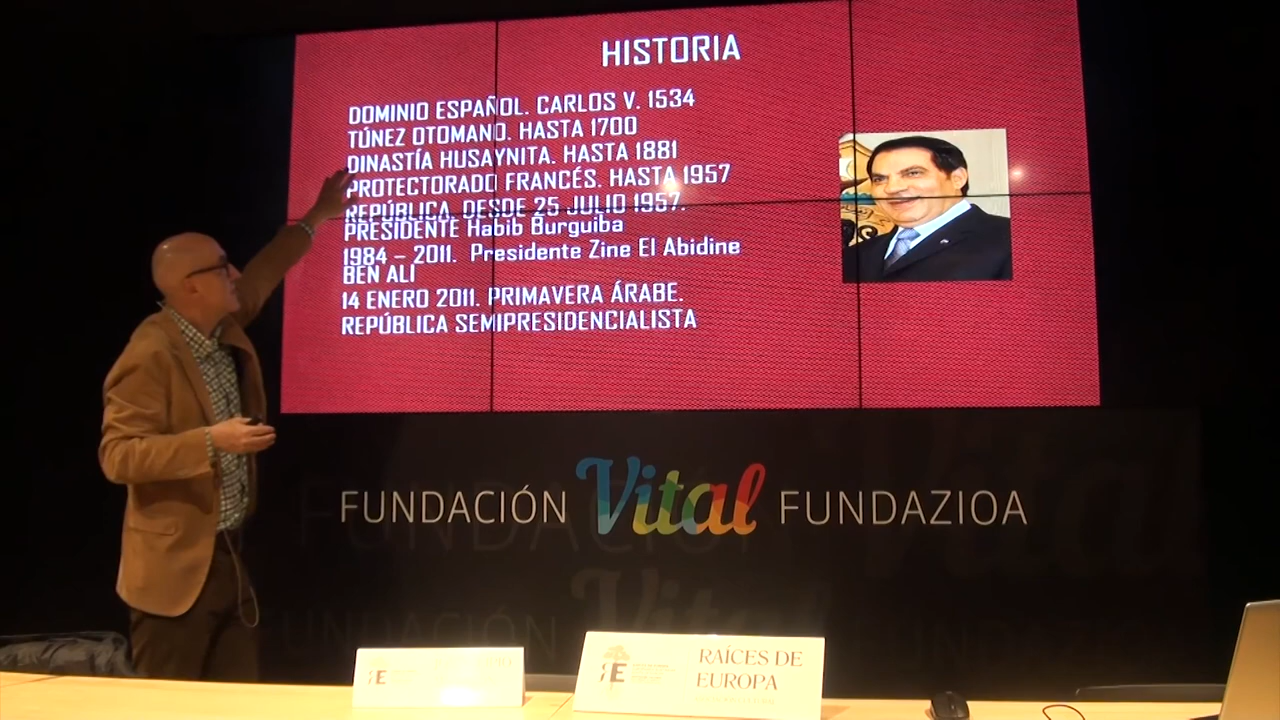 HISTORIA
DOMINIO ESPAÑOL. CARLOS V. 1534
TÚNEZ OTOMANO. HASTA 1700
DINASTÍA HUSAYNITA. HASTA 1881
PROTECTORADO FRANCÉS. HASTA 1957
REPÚBLICA. DESDE 25 JULIO 1957.
PRESIDENTE Habib Burguiba
1984 – 2011. Presidente Zine El Abidine
BEN ALI
14 ENERO 2011. PRIMAVERA ÁRABE.
REPÚBLICA SEMIPRESIDENCIALISTA
FUNDACIÓN Vital FUNDAZIOA
RAÍCES DE
EUROPA